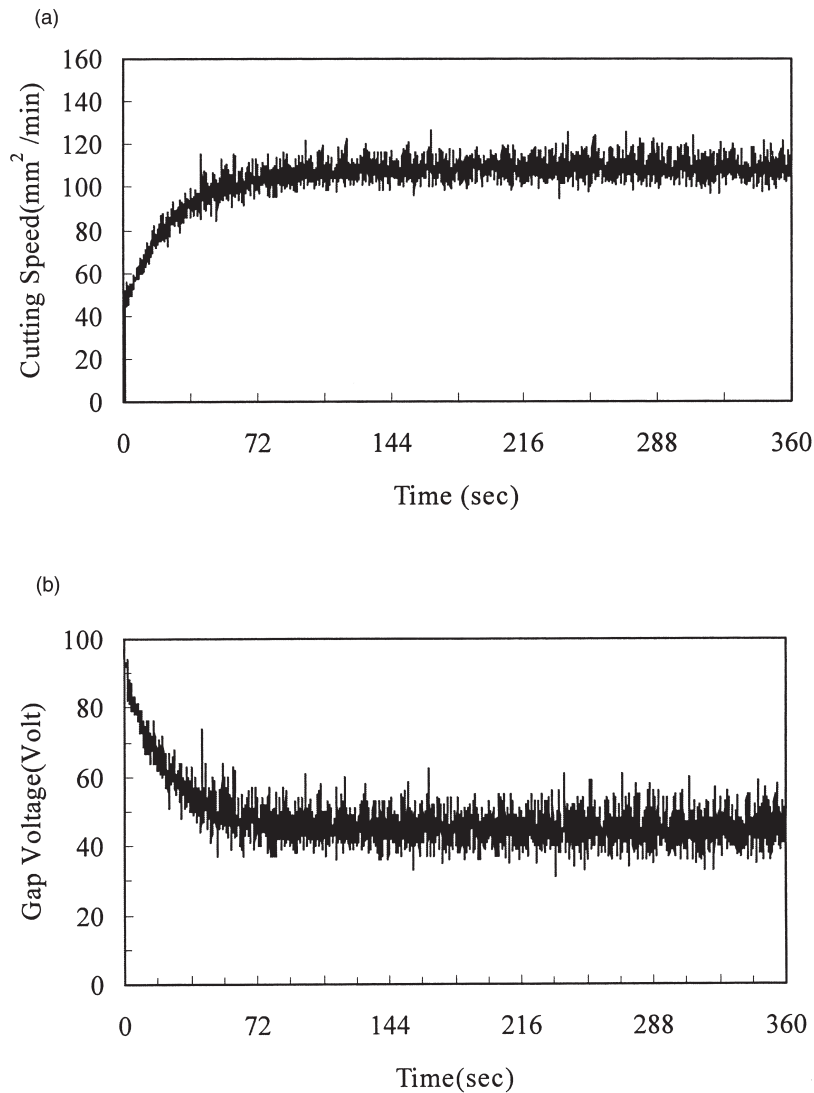 (a)
160
140
120
100
80
60
40
20
0
Cutting Speed(mm² /min)
0 72 144 216 288 360
Time (sec)
(b)
100
80
60
40
20
0
Gap Voltage(Volt)
0 72 144 216 288 360
Time(sec)